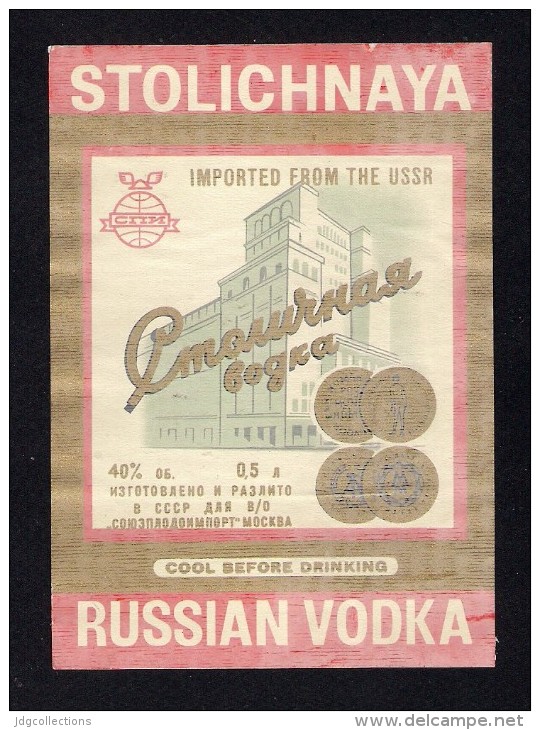 STOLICHNAYA
IMPORTED FROM THE USSR
СПИ
Столичная
водка
40% ОБ. 0,5 Л
ИЗГОТОВЛЕНО И РАЗЛИТО
В СССР ДЛЯ В/О
„СОЮЗПЛОДОИМПОРТ" МОСКВА
COOL BEFORE DRINKING
RUSSIAN VODKA
jdgcollections
www.delcampe.net